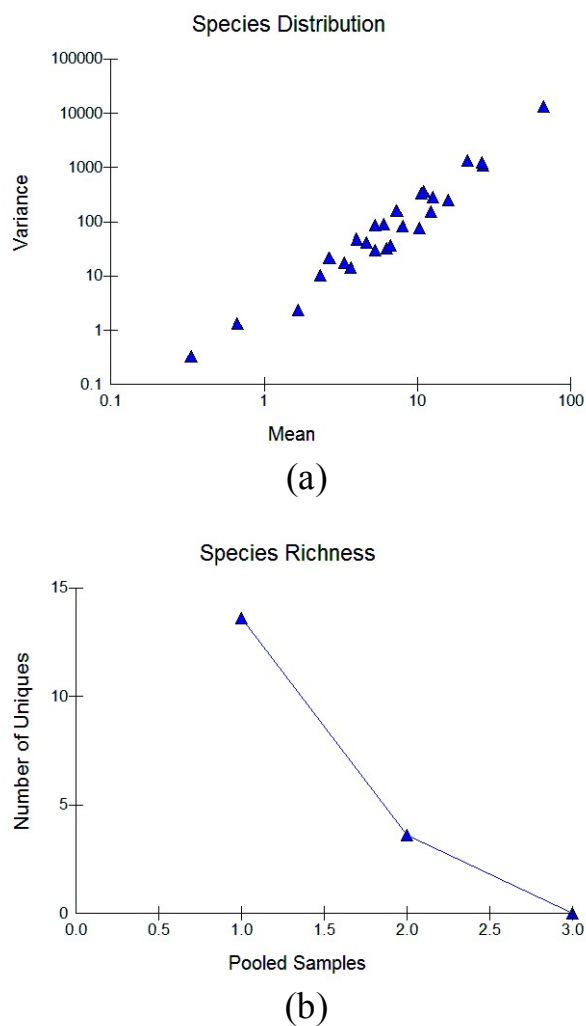 Species Distribution
100000
10000
1000
100
10
1
0.1
Variance
0.1 1 10 100
Mean
(a)
Species Richness
15
10
5
0
Number of Uniques
0.0 0.5 1.0 1.5 2.0 2.5 3.0
Pooled Samples
(b)